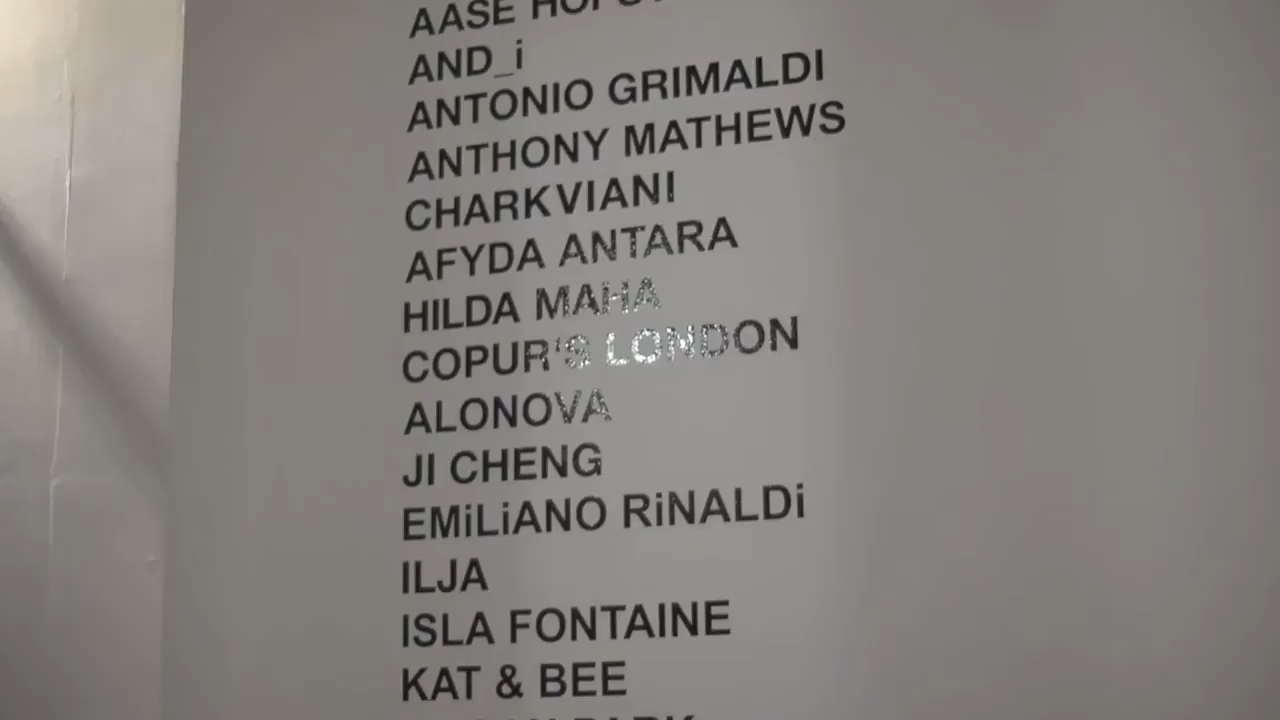 AASE
AND_i
ANTONIO GRIMALDI
ANTHONY MATHEWS
CHARKVIANI
AFYDA ANTARA
HILDA MAHA
COPUR'S LONDON
ALONOVA
JI CHENG
EMiLiANO RiNALDi
ILJA
ISLA FONTAINE
KAT & BEE
PARK